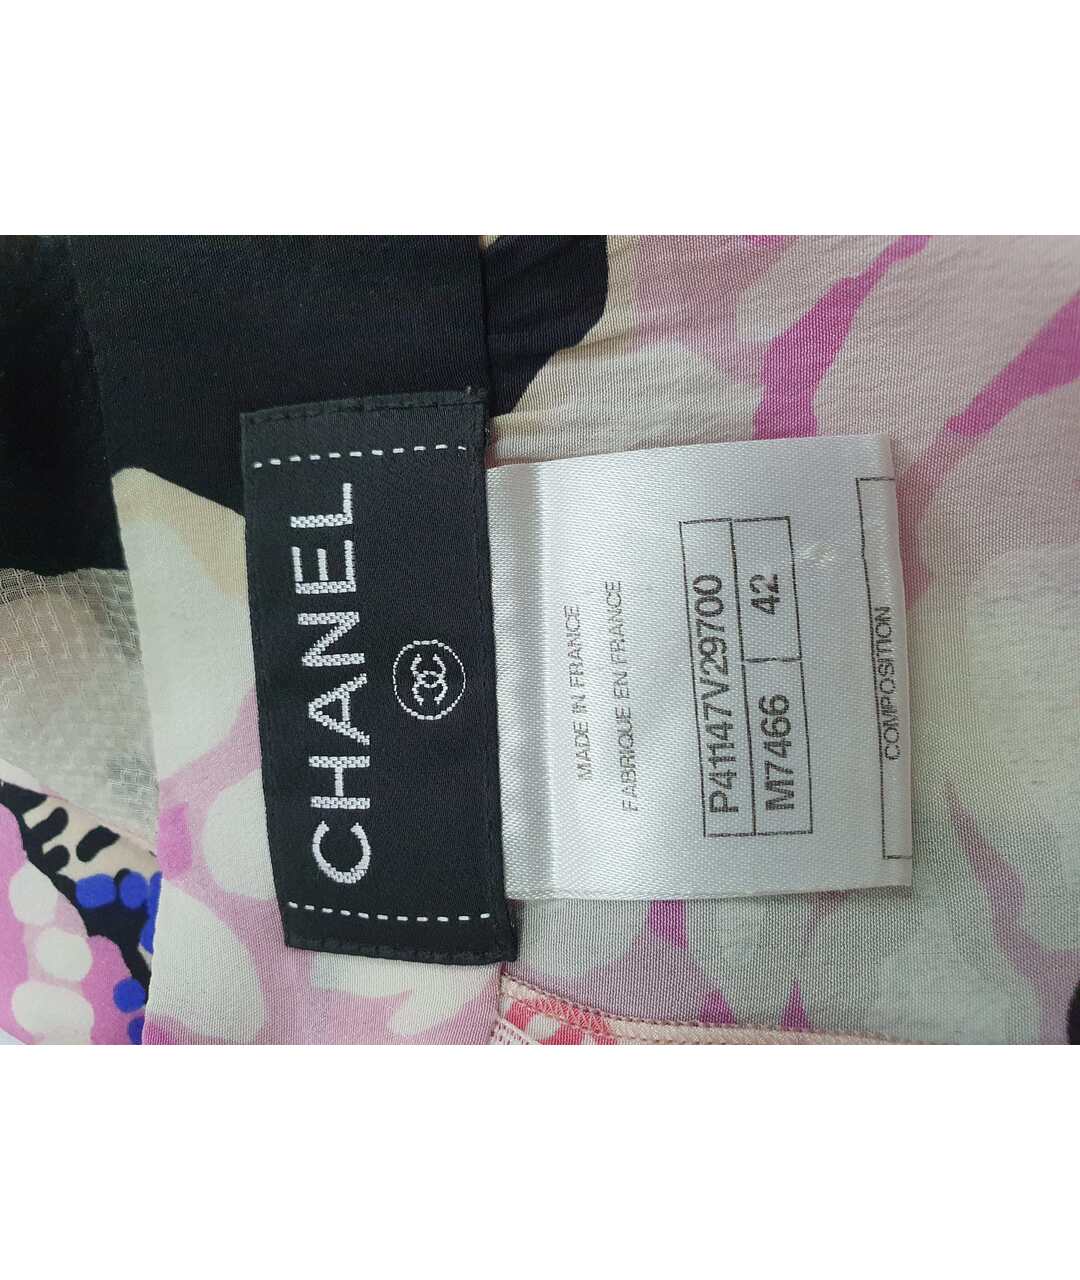 CHANEL
MADE IN FRANCE
FABRIQUE EN FRANCE
P41147V29700
M7466 42
COMPOSITION